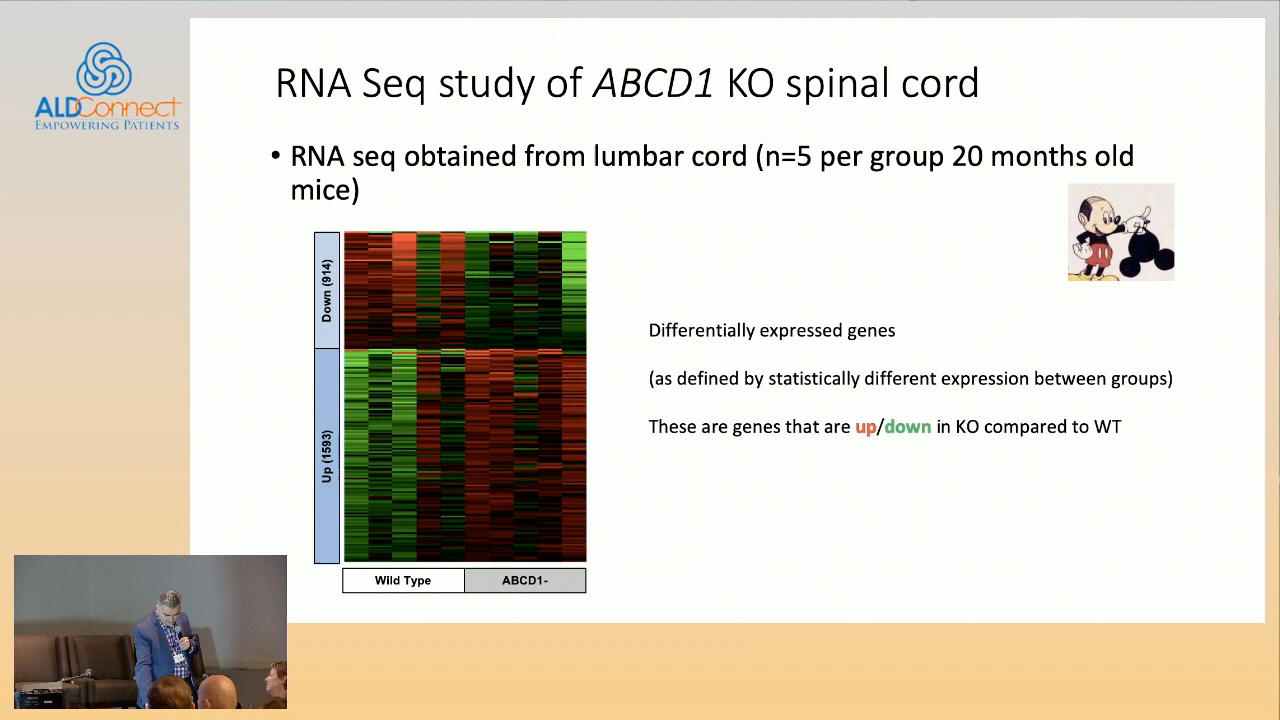 ALDConnect
EMPOWERING PATIENTS
RNA Seq study of ABCD1 KO spinal cord
• RNA seq obtained from lumbar cord (n=5 per group 20 months old
mice)
Down (914)
Up (1593)
Wild Type
ABCD1-
Differentially expressed genes
(as defined by statistically different expression between groups)
These are genes that are up/down in KO compared to WT